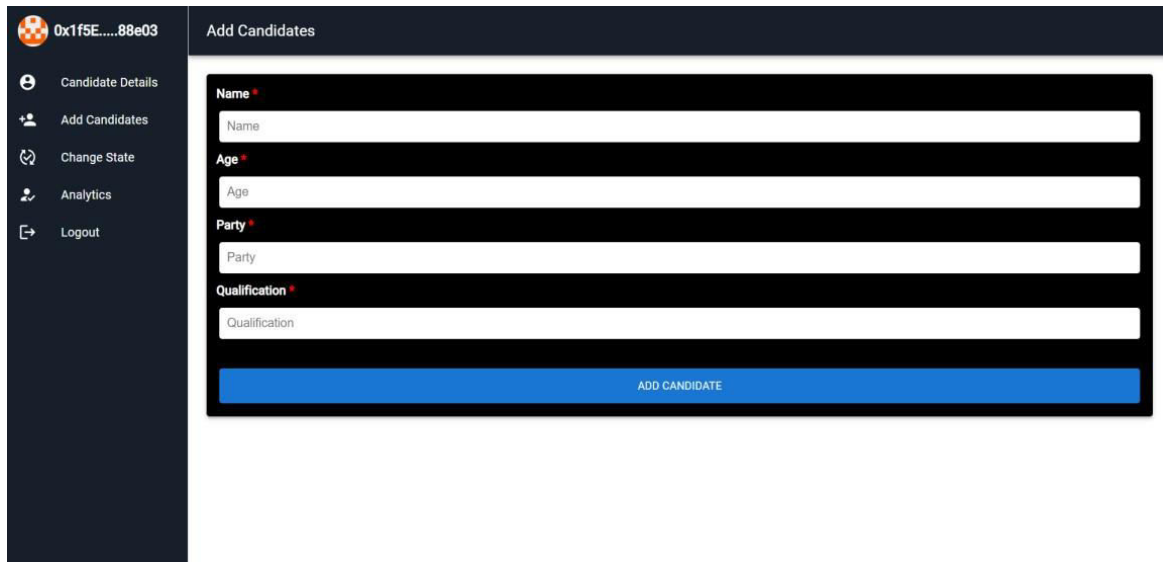 0x1f5E.....88e03
Candidate Details
Add Candidates
Change State
Analytics
Logout
Add Candidates
Name *
Name
Age *
Age
Party *
Party
Qualification *
Qualification
ADD CANDIDATE